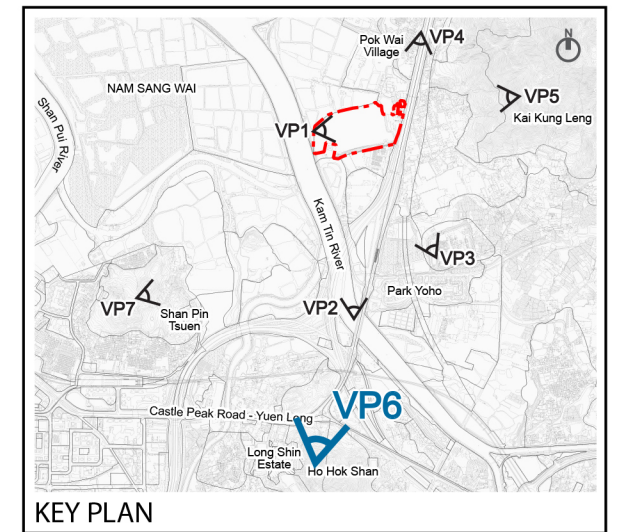 Pok Wai
Village
VP4
N
NAM SANG WAI
VP5
Kai Kung Leng
Shan Pui River
VP1
Kam Tin River
VP3
Park Yoho
VP2
VP7
Shan Pin
Tsuen
Castle Peak Road - Yuen Long
VP6
Long Shin
Estate
Ho Hok Shan
KEY PLAN